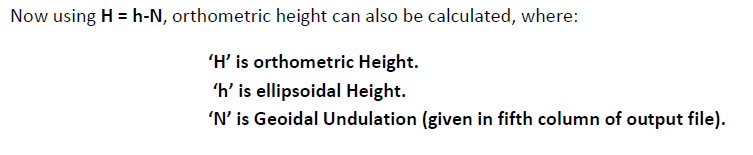 Now using H = h-N, orthometric height can also be calculated, where:
‘H’ is orthometric Height.
‘h’ is ellipsoidal Height.
‘N’ is Geoidal Undulation (given in fifth column of output file).